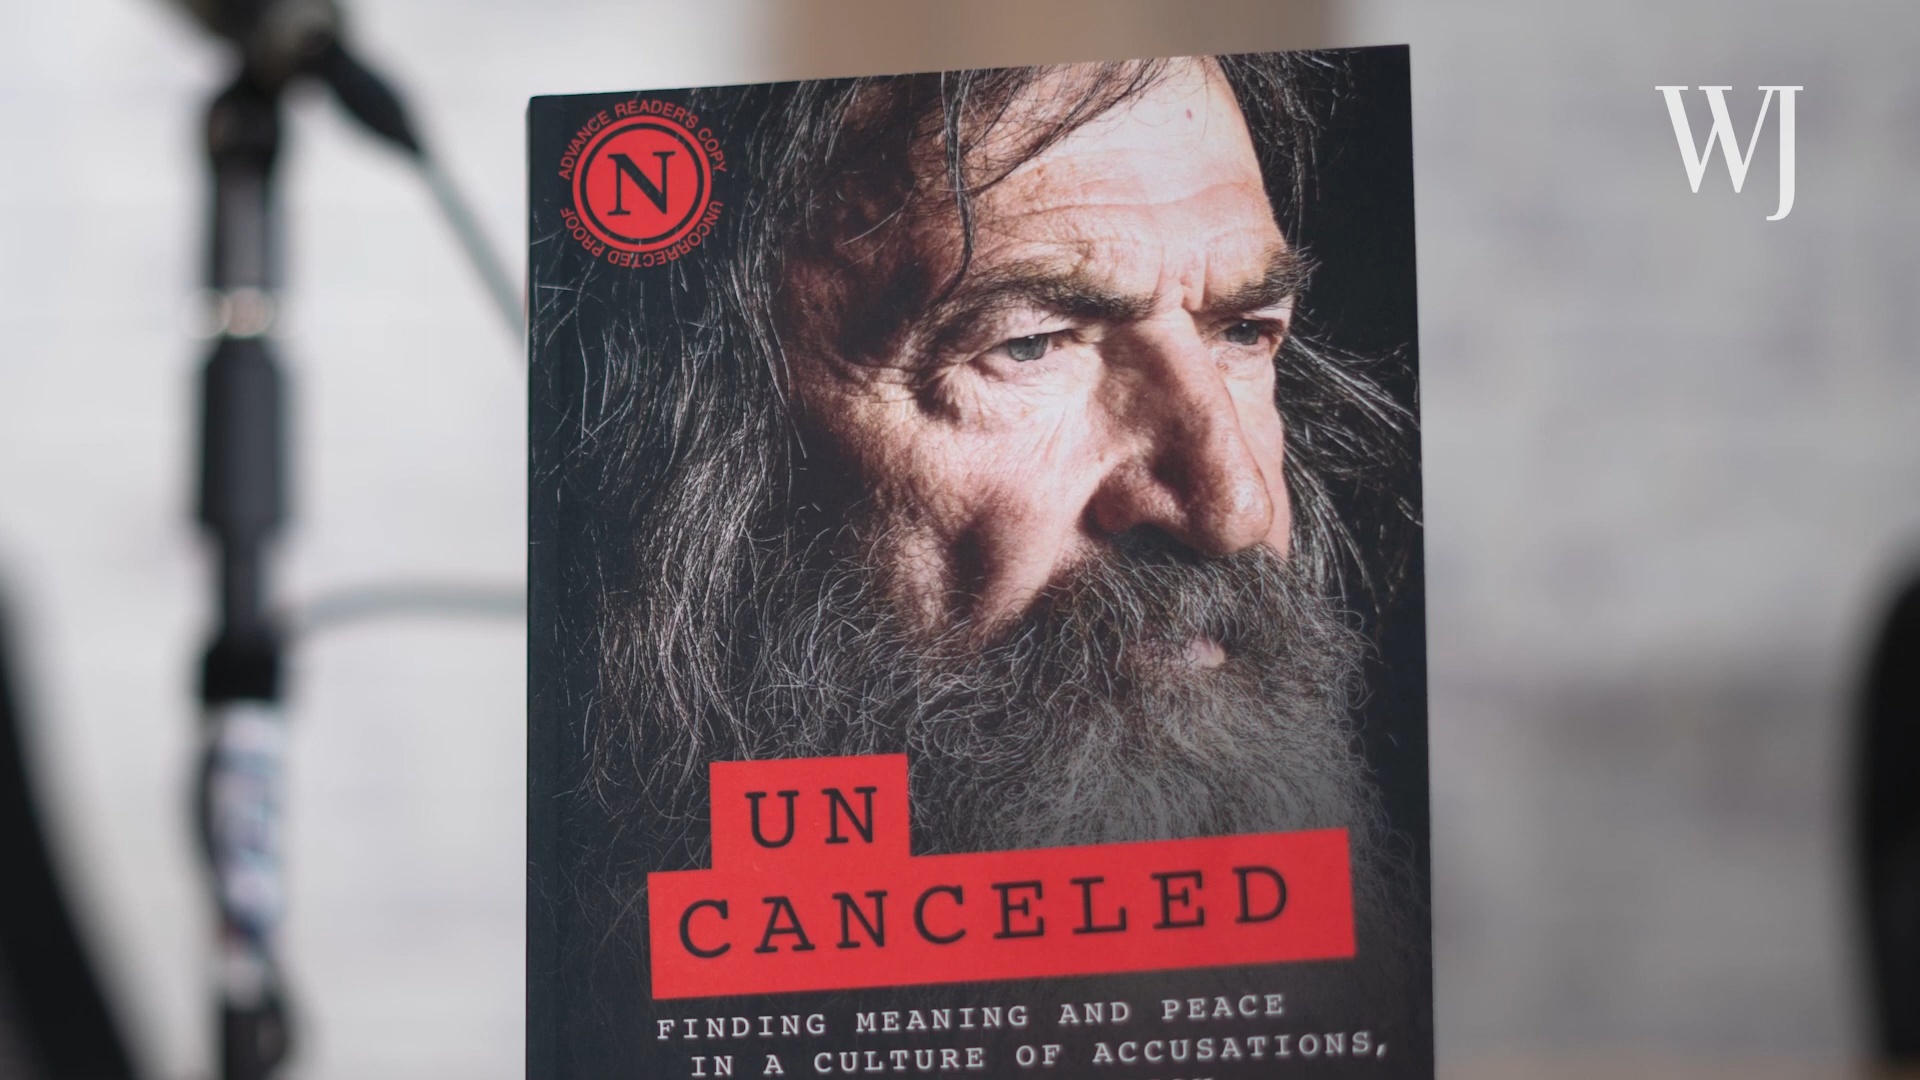 WJ
ADVANCE READER'S COPY
N
UNCORRECTED PROOF
UN
CANCELED
FINDING MEANING AND PEACE
IN A CULTURE OF ACCUSATIONS,